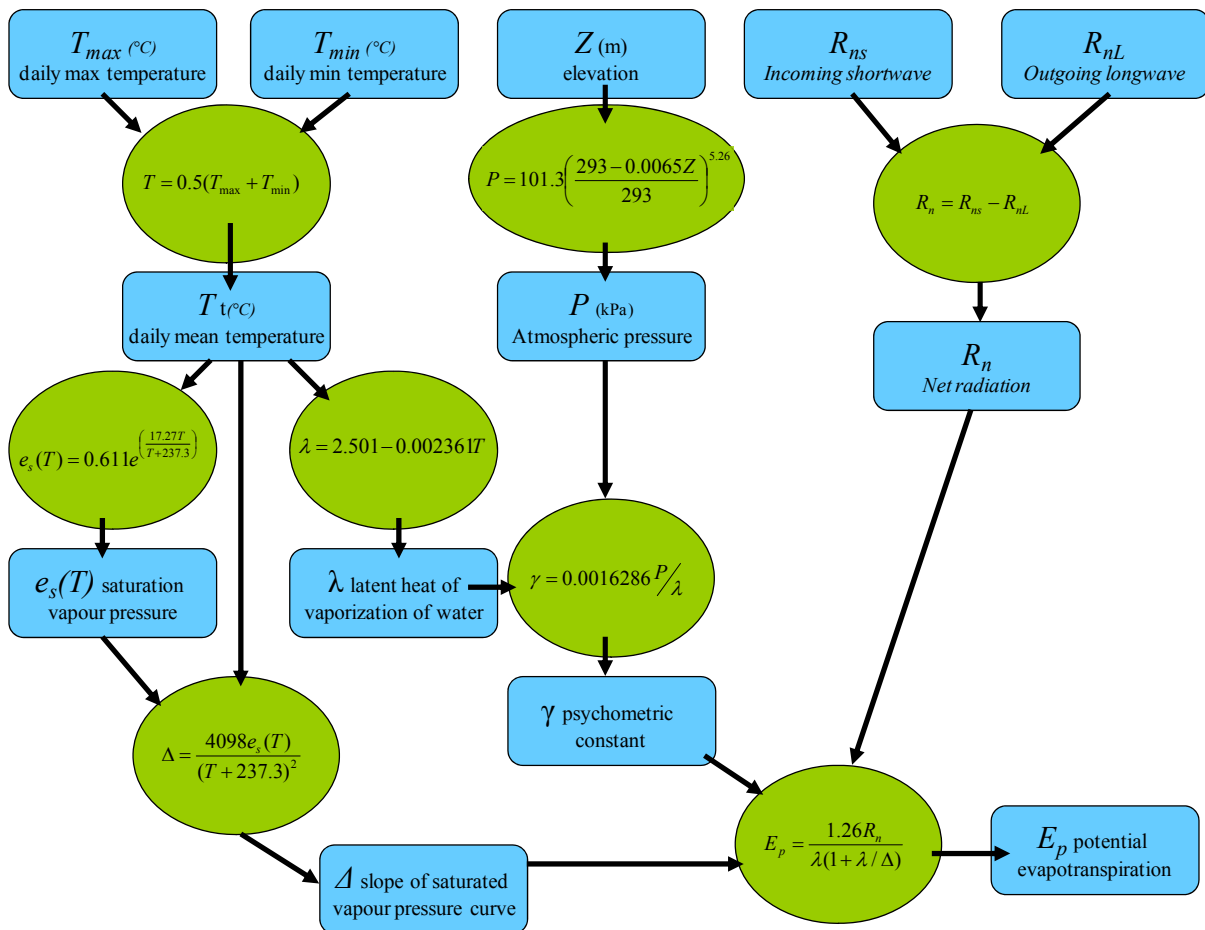 T_max (°C)
daily max temperature
T_min (°C)
daily min temperature
Z (m)
elevation
R_ns
Incoming shortwave
R_nL
Outgoing longwave
T = 0.5(T_max + T_min)
P = 101.3((293 − 0.0065Z)/293)^5.26
R_n = R_ns − R_nL
T t(°C)
daily mean temperature
P (kPa)
Atmospheric pressure
R_n
Net radiation
e_s(T) = 0.611e^(17.27T/(T+237.3))
λ = 2.501 − 0.002361T
e_s(T) saturation
vapour pressure
λ latent heat of
vaporization of water
γ = 0.0016286 P/λ
γ psychometric
constant
Δ = 4098e_s(T)/(T + 237.3)^2
E_p = 1.26R_n/(λ(1 + λ/Δ))
E_p potential
evapotranspiration
Δ slope of saturated
vapour pressure curve